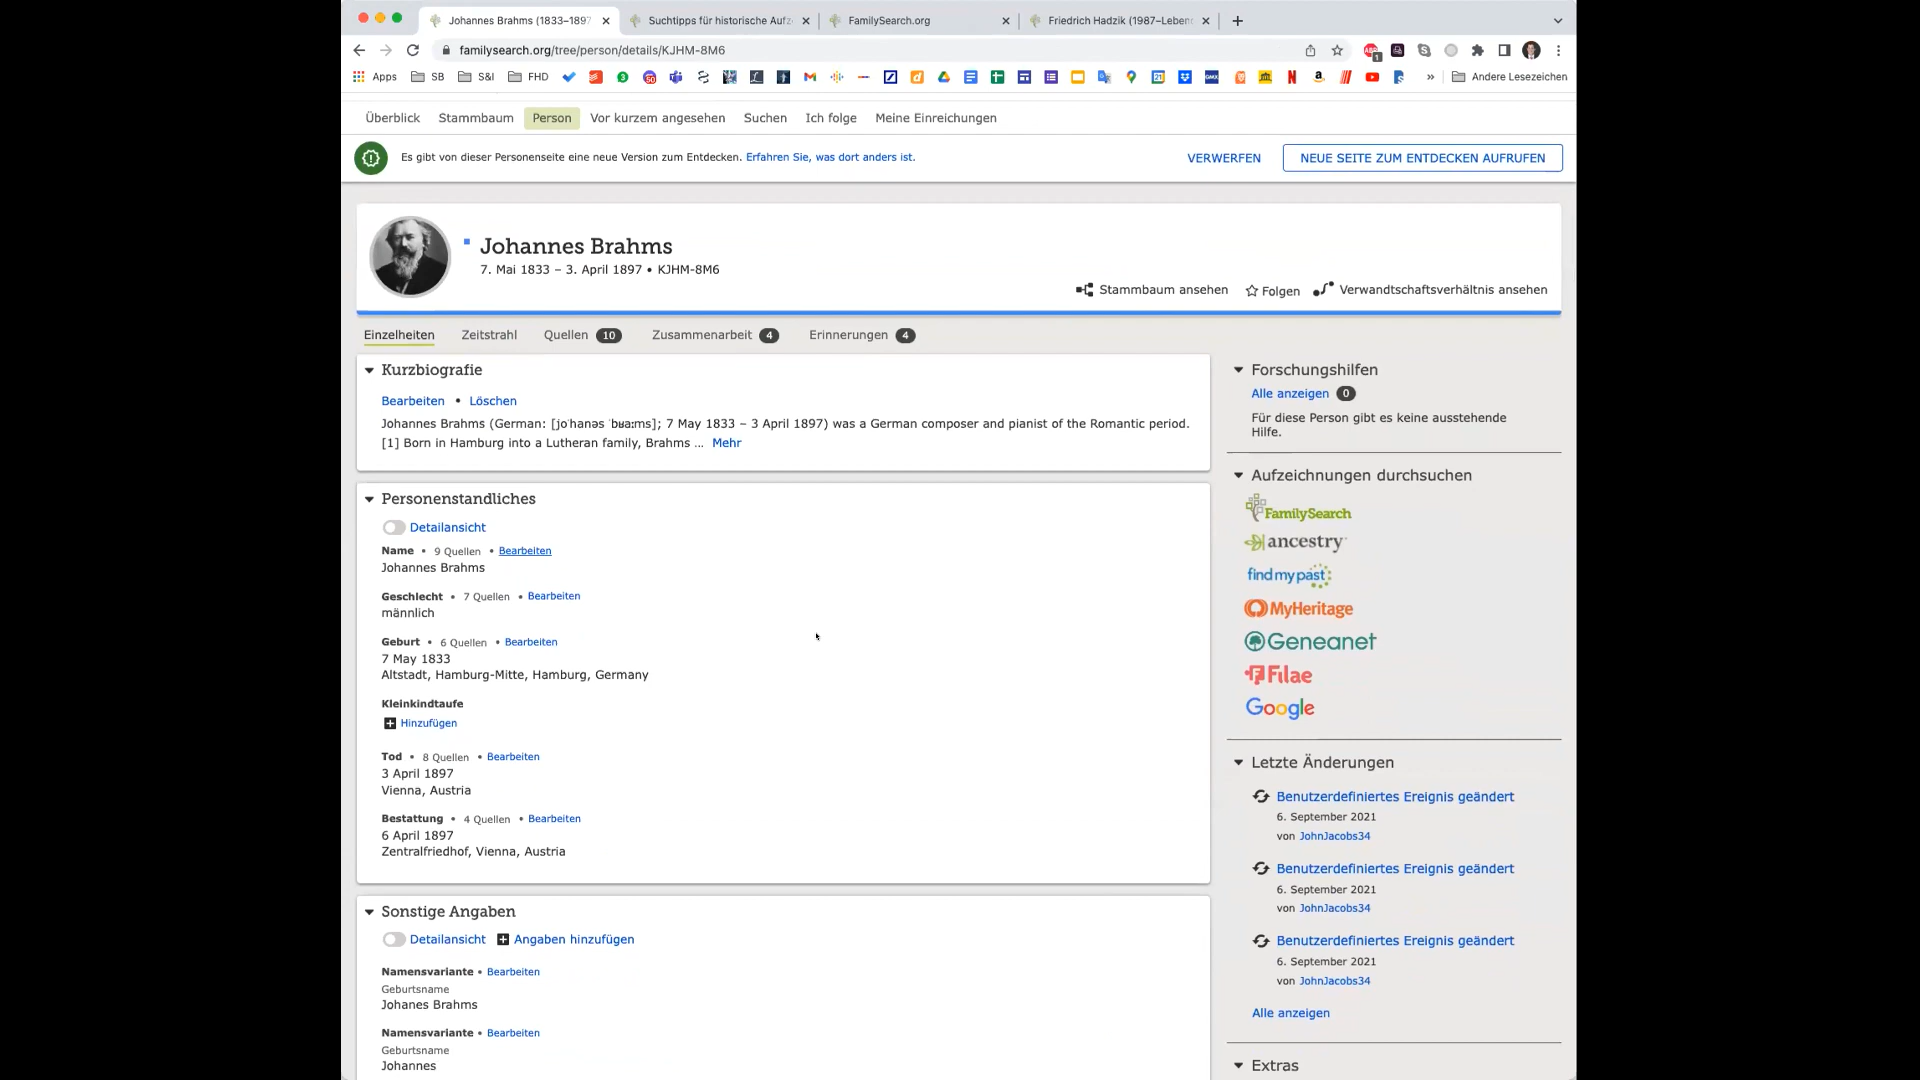 Johannes Brahms (1833–1897
Suchtipps für historische Aufz
FamilySearch.org
Friedrich Hadzik (1987–Lebend
familysearch.org/tree/person/details/KJHM-8M6
Apps
SB
S&I
FHD
Andere Lesezeichen
Überblick
Stammbaum
Person
Vor kurzem angesehen
Suchen
Ich folge
Meine Einreichungen
Es gibt von dieser Personenseite eine neue Version zum Entdecken. Erfahren Sie, was dort anders ist.
VERWERFEN
NEUE SEITE ZUM ENTDECKEN AUFRUFEN
Johannes Brahms
7. Mai 1833 – 3. April 1897 • KJHM-8M6
Stammbaum ansehen
Folgen
Verwandtschaftsverhältnis ansehen
Einzelheiten
Zeitstrahl
Quellen 10
Zusammenarbeit 4
Erinnerungen 4
Kurzbiografie
Bearbeiten • Löschen
Johannes Brahms (German: [joˈhanəs ˈbʁaːms]; 7 May 1833 – 3 April 1897) was a German composer and pianist of the Romantic period.
[1] Born in Hamburg into a Lutheran family, Brahms ... Mehr
Personenstandliches
Detailansicht
Name • 9 Quellen • Bearbeiten
Johannes Brahms
Geschlecht • 7 Quellen • Bearbeiten
männlich
Geburt • 6 Quellen • Bearbeiten
7 May 1833
Altstadt, Hamburg-Mitte, Hamburg, Germany
Kleinkindtaufe
Hinzufügen
Tod • 8 Quellen • Bearbeiten
3 April 1897
Vienna, Austria
Bestattung • 4 Quellen • Bearbeiten
6 April 1897
Zentralfriedhof, Vienna, Austria
Sonstige Angaben
Detailansicht
Angaben hinzufügen
Namensvariante • Bearbeiten
Geburtsname
Johanes Brahms
Namensvariante • Bearbeiten
Geburtsname
Johannes
Forschungshilfen
Alle anzeigen 0
Für diese Person gibt es keine ausstehende
Hilfe.
Aufzeichnungen durchsuchen
FamilySearch
ancestry
findmypast
MyHeritage
Geneanet
Filae
Google
Letzte Änderungen
Benutzerdefiniertes Ereignis geändert
6. September 2021
von JohnJacobs34
Benutzerdefiniertes Ereignis geändert
6. September 2021
von JohnJacobs34
Benutzerdefiniertes Ereignis geändert
6. September 2021
von JohnJacobs34
Alle anzeigen
Extras